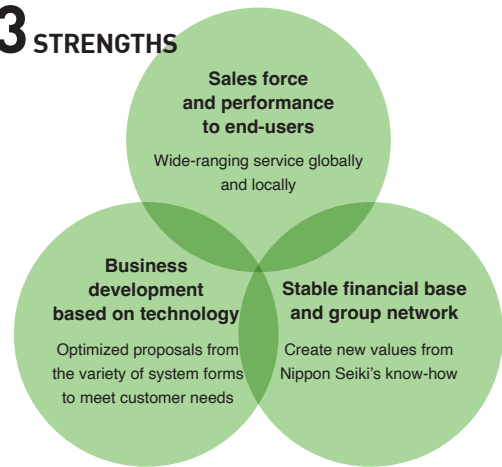 3 STRENGTHS
Sales force
and performance
to end-users
Wide-ranging service globally
and locally
Business
development
based on technology
Optimized proposals from
the variety of system forms
to meet customer needs
Stable financial base
and group network
Create new values from
Nippon Seiki's know-how